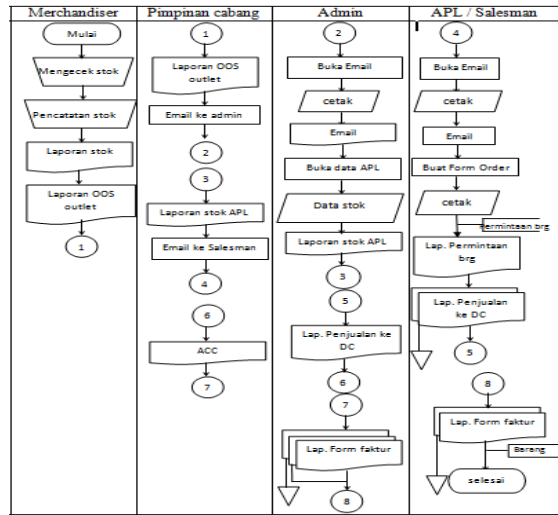 Merchandiser
Mulai
Mengecek stok
Pencatatan stok
Laporan stok
Laporan OOS
outlet
1
Pimpinan cabang
1
Laporan OOS
outlet
Email ke admin
2
3
Laporan stok APL
Email ke Salesman
4
6
ACC
7
Admin
2
Buka Email
cetak
Email
Buka data APL
Data stok
Laporan stok APL
3
5
Lap. Penjualan ke
DC
6
7
Lap. Form faktur
8
APL / Salesman
4
Buka Email
cetak
Email
Buat Form Order
cetak
Permintaan brg
Lap. Permintaan
brg
Lap. Penjualan
ke DC
5
8
Lap. Form faktur
Barang
selesai